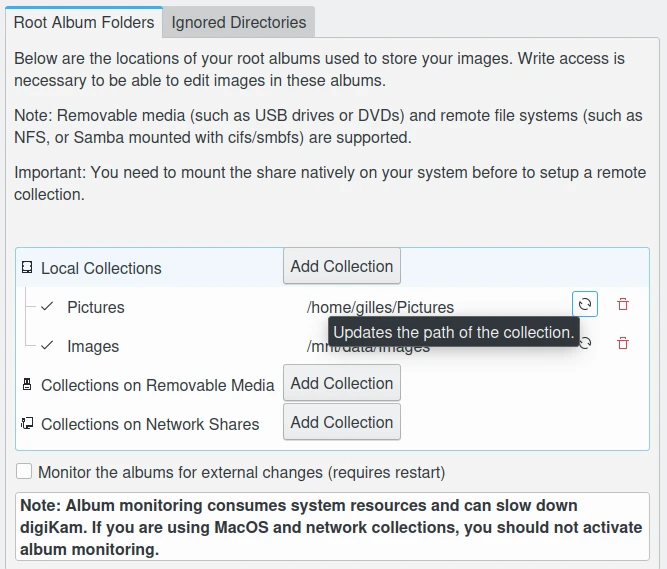 Root Album Folders Ignored Directories
Below are the locations of your root albums used to store your images. Write access is
necessary to be able to edit images in these albums.
Note: Removable media (such as USB drives or DVDs) and remote file systems (such as
NFS, or Samba mounted with cifs/smbfs) are supported.
Important: You need to mount the share natively on your system before to setup a remote
collection.
Local Collections Add Collection
Pictures /home/gilles/Pictures
Updates the path of the collection.
Images /mnt/data/Images
Collections on Removable Media Add Collection
Collections on Network Shares Add Collection
Monitor the albums for external changes (requires restart)
Note: Album monitoring consumes system resources and can slow down
digiKam. If you are using MacOS and network collections, you should not activate
album monitoring.